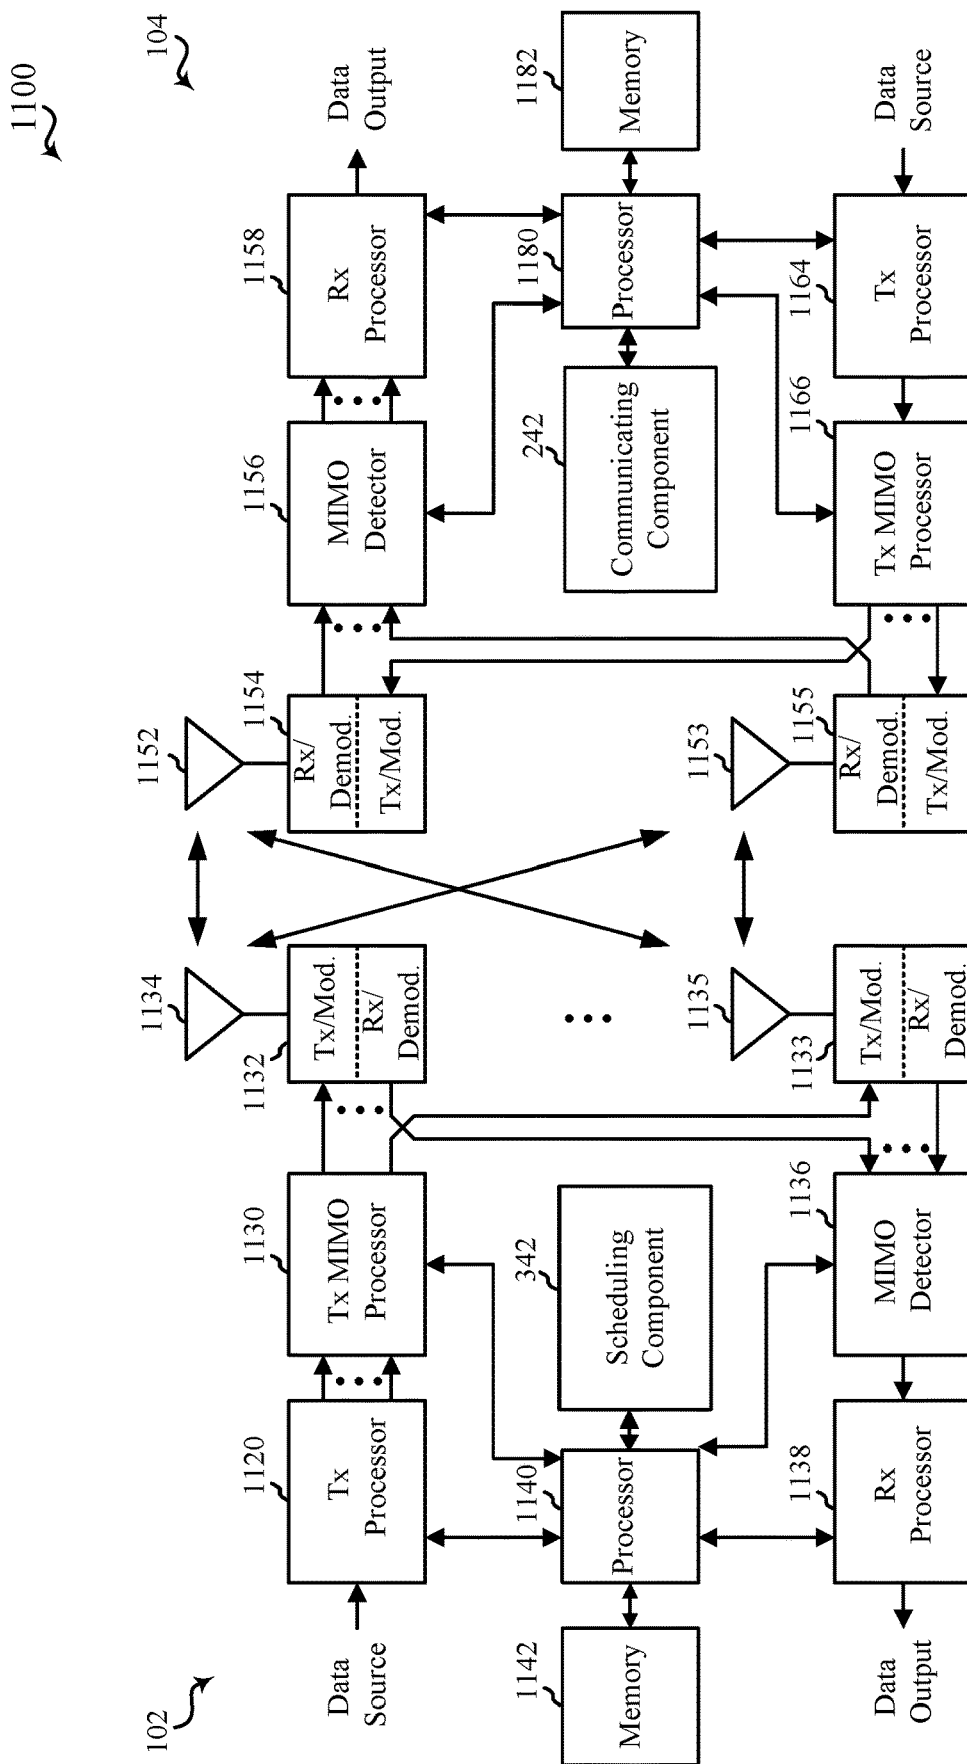 1100
102
104
Data
Source
1120
Tx
Processor
1130
Tx MIMO
Processor
1134
1132
Tx/Mod.
Rx/
Demod.
1152
1154
Rx/
Demod.
Tx/Mod.
1156
MIMO
Detector
1158
Rx
Processor
Data
Output
1142
Memory
1140
Processor
342
Scheduling
Component
242
Communicating
Component
1180
Processor
1182
Memory
Data
Output
1138
Rx
Processor
1136
MIMO
Detector
1135
1133
Tx/Mod.
Rx/
Demod.
1153
1155
Rx/
Demod.
Tx/Mod.
1166
Tx MIMO
Processor
1164
Tx
Processor
Data
Source